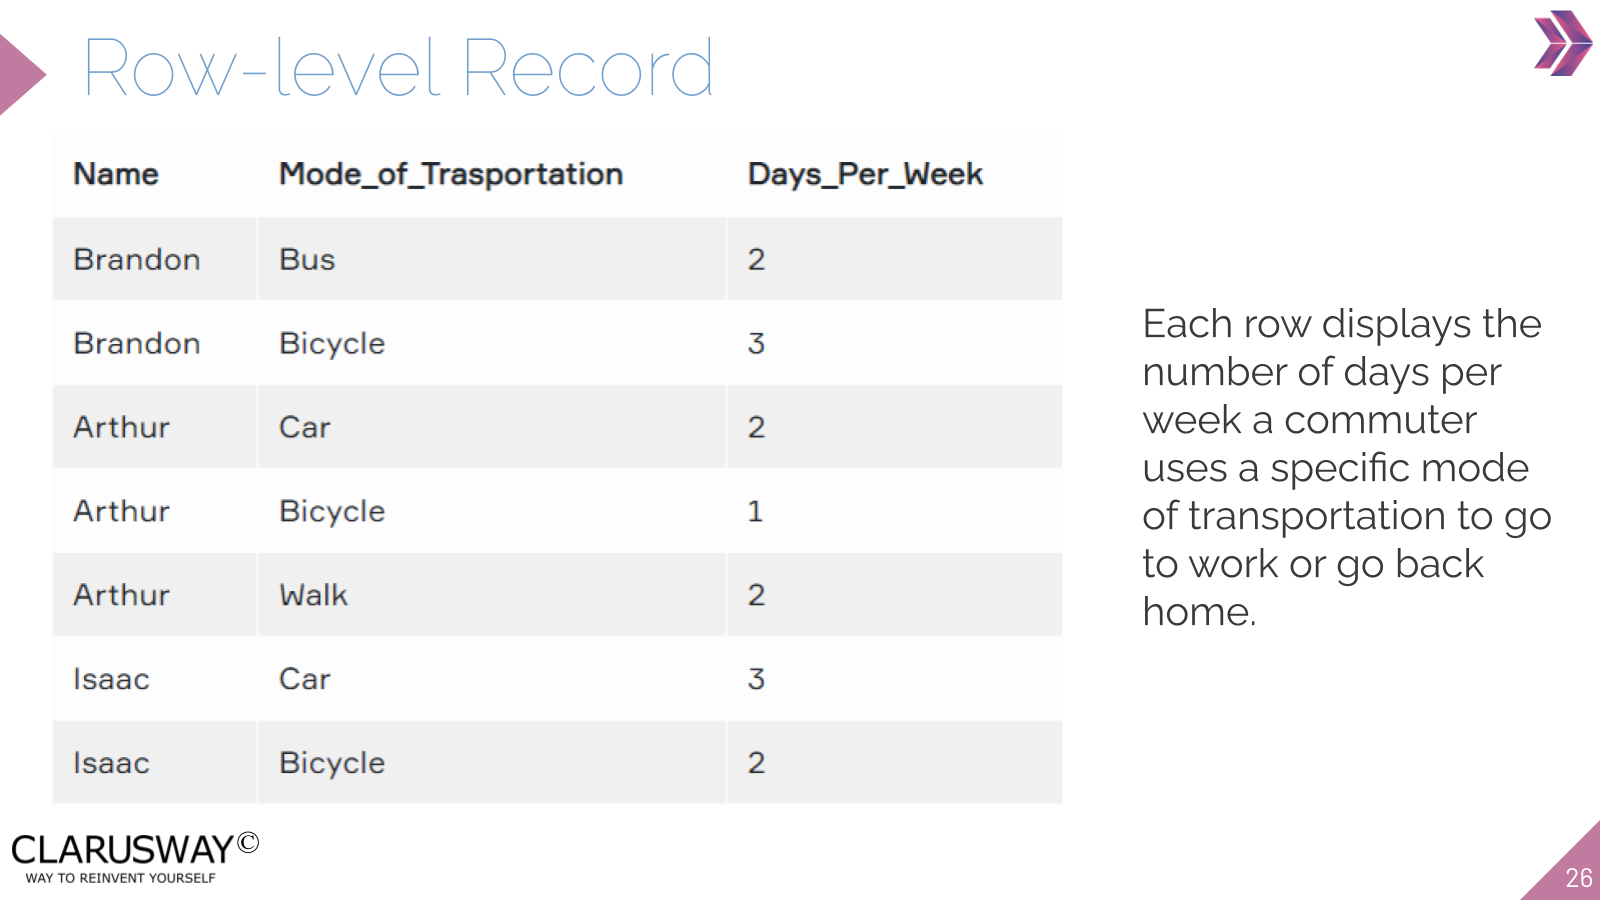 Row-level Record
Name Mode_of_Trasportation Days_Per_Week
Brandon Bus 2
Brandon Bicycle 3
Arthur Car 2
Arthur Bicycle 1
Arthur Walk 2
Isaac Car 3
Isaac Bicycle 2
Each row displays the
number of days per
week a commuter
uses a specific mode
of transportation to go
to work or go back
home.
CLARUSWAY©
WAY TO REINVENT YOURSELF
26